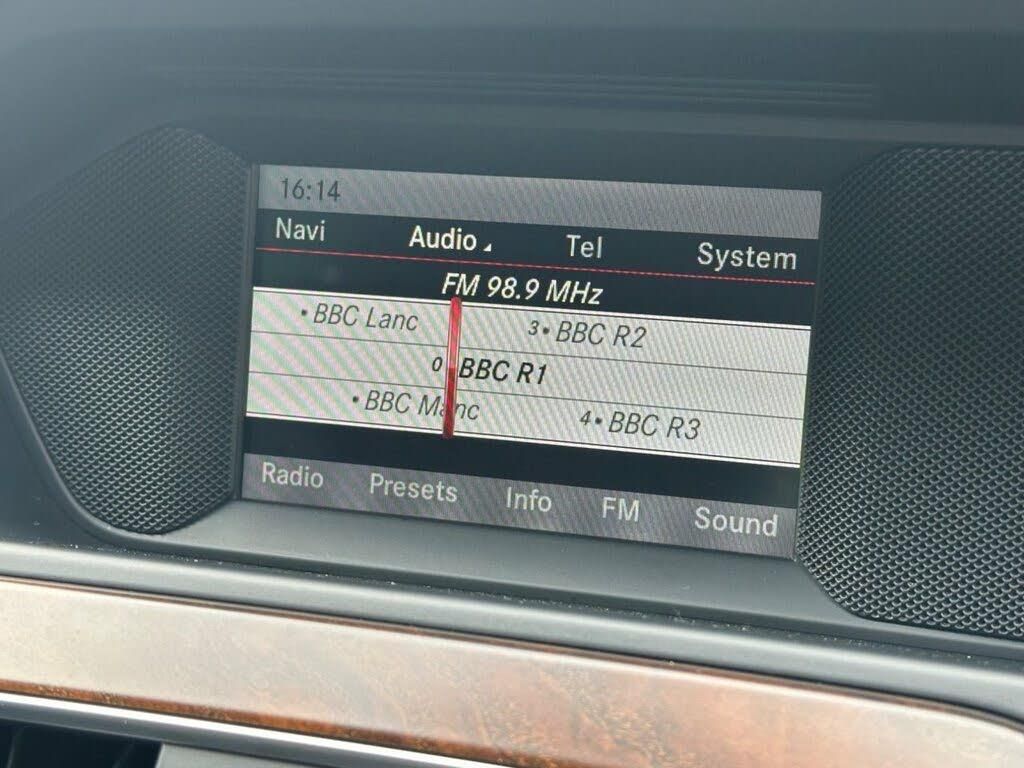 16:14
Navi Audio Tel System
FM 98.9 MHz
• BBC Lanc 3• BBC R2
0 BBC R1
• BBC Manc 4• BBC R3
Radio Presets Info FM Sound